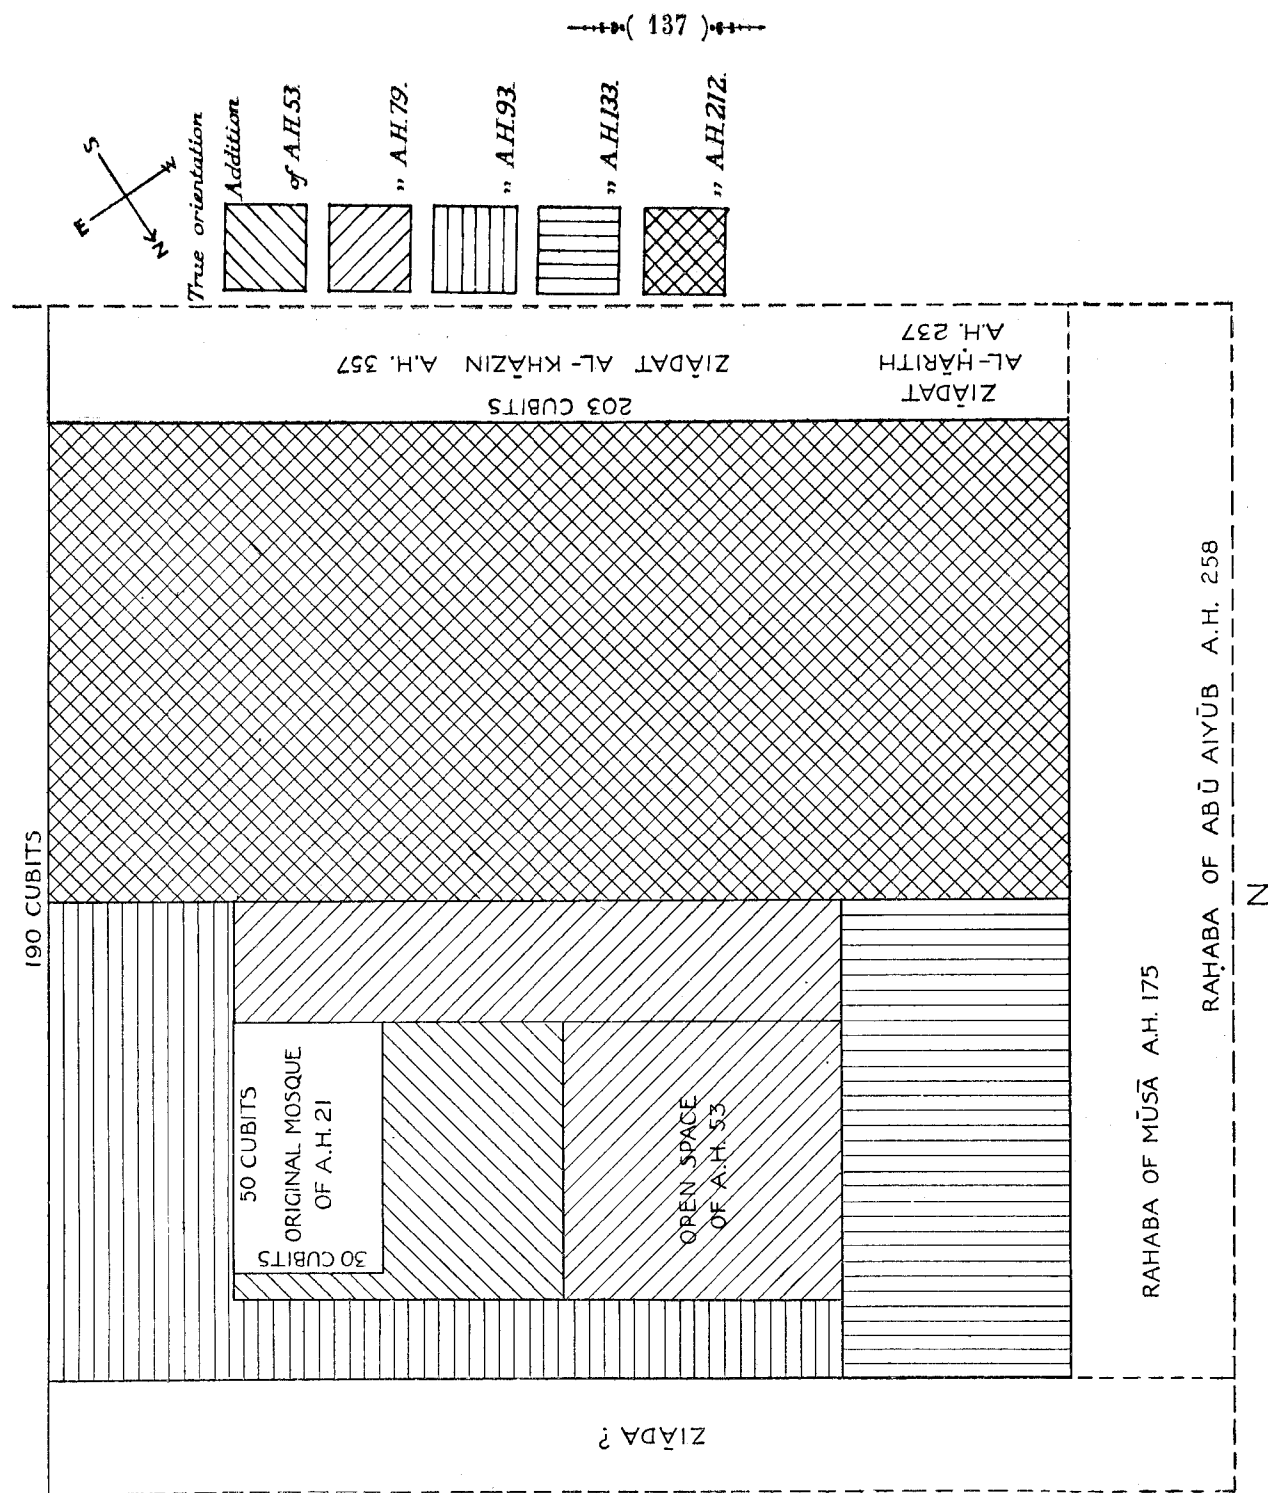 ( 137 )
S
E
W
N
True orientation
Addition
of A.H.53.
„ A.H.79.
„ A.H.93.
„ A.H.133.
„ A.H.212.
190 CUBITS
ZIĀDAT AL-KHĀZIN A.H. 357
203 CUBITS
ZIĀDAT
AL-ḤĀRITH
A.H. 237
50 CUBITS
ORIGINAL MOSQUE
OF A.H. 21
30 CUBITS
OPEN SPACE
OF A.H. 53
RAHABA OF MŪSĀ A.H. 175
RAḤABA OF ABŪ AIYŪB A.H. 258
N
ZIĀDA ?